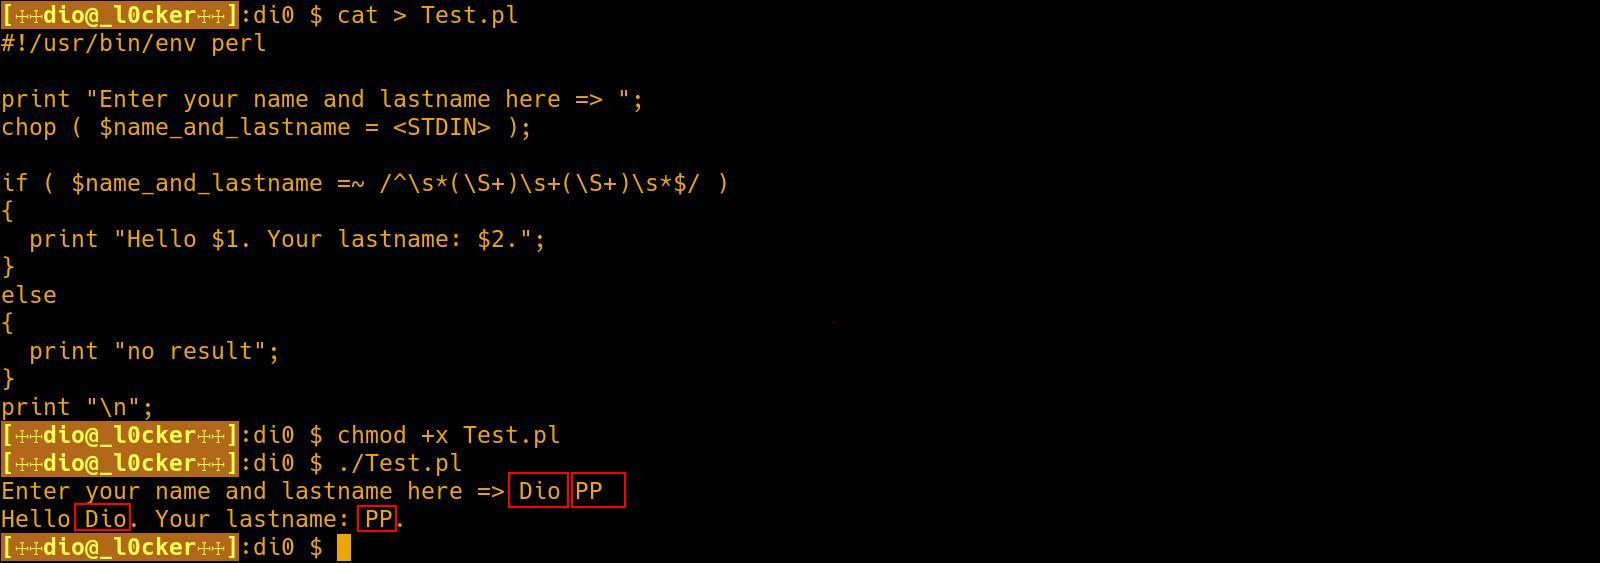 [☩☩dio@_l0cker☩☩]:di0 $ cat > Test.pl
#!/usr/bin/env perl
print "Enter your name and lastname here => ";
chop ( $name_and_lastname = <STDIN> );
if ( $name_and_lastname =~ /^\s*(\S+)\s+(\S+)\s*$/ )
{
  print "Hello $1. Your lastname: $2.";
}
else
{
  print "no result";
}
print "\n";
[☩☩dio@_l0cker☩☩]:di0 $ chmod +x Test.pl
[☩☩dio@_l0cker☩☩]:di0 $ ./Test.pl
Enter your name and lastname here => Dio PP
Hello Dio. Your lastname: PP.
[☩☩dio@_l0cker☩☩]:di0 $